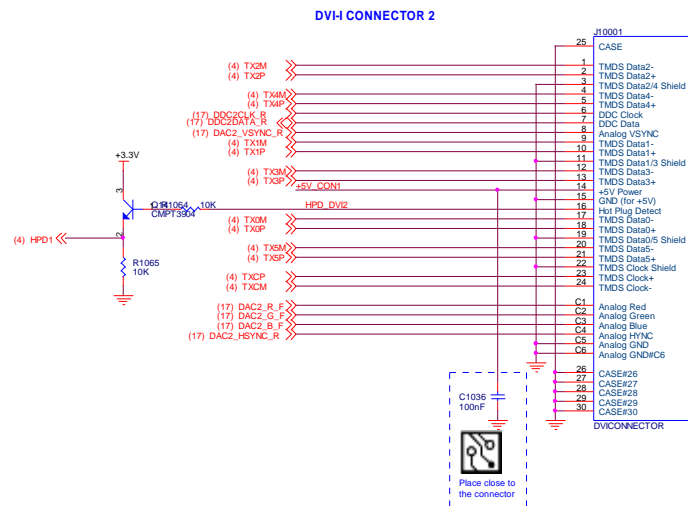 DVI-I CONNECTOR 2
J10001
25 CASE
(4) TX2M 1 TMDS Data2-
(4) TX2P 2 TMDS Data2+
3 TMDS Data2/4 Shield
(4) TX4M 4 TMDS Data4-
(4) TX4P 5 TMDS Data4+
(17) DDC2CLK_R 6 DDC Clock
(17) DDC2DATA_R 7 DDC Data
(17) DAC2_VSYNC_R 8 Analog VSYNC
(4) TX1M 9 TMDS Data1-
(4) TX1P 10 TMDS Data1+
11 TMDS Data1/3 Shield
(4) TX3M 12 TMDS Data3-
(4) TX3P 13 TMDS Data3+
+5V_CON1 14 +5V Power
15 GND (for +5V)
HPD_DVI2 16 Hot Plug Detect
(4) TX0M 17 TMDS Data0-
(4) TX0P 18 TMDS Data0+
19 TMDS Data0/5 Shield
(4) TX5M 20 TMDS Data5-
(4) TX5P 21 TMDS Data5+
22 TMDS Clock Shield
(4) TXCP 23 TMDS Clock+
(4) TXCM 24 TMDS Clock-
(17) DAC2_R_F C1 Analog Red
(17) DAC2_G_F C2 Analog Green
(17) DAC2_B_F C3 Analog Blue
(17) DAC2_HSYNC_R C4 Analog HYNC
C5 Analog GND
C6 Analog GND#C6
26 CASE#26
27 CASE#27
28 CASE#28
29 CASE#29
30 CASE#30
DVICONNECTOR
+3.3V
3
1
R1064 10K
CMPT3904
2
(4) HPD1
R1065
10K
C1036
100nF
Place close to
the connector